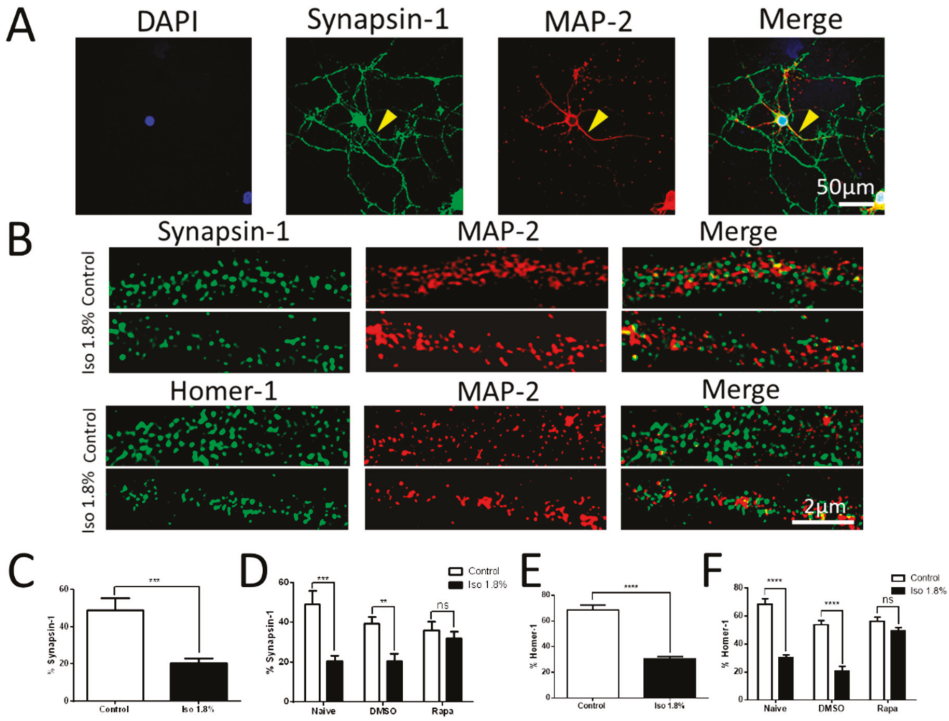 A
DAPI
Synapsin-1
MAP-2
Merge
50μm
B
Synapsin-1
MAP-2
Merge
Control
Iso 1.8%
Homer-1
MAP-2
Merge
Control
Iso 1.8%
2μm
C
% Synapsin-1
60
40
20
0
***
Control
Iso 1.8%
D
% Synapsin-1
60
40
20
0
***
**
ns
Control
Iso 1.8%
Naive
DMSO
Rapa
E
% Homer-1
80
60
40
20
0
****
Control
Iso 1.8%
F
% Homer-1
100
80
60
40
20
0
****
****
ns
Control
Iso 1.8%
Naive
DMSO
Rapa